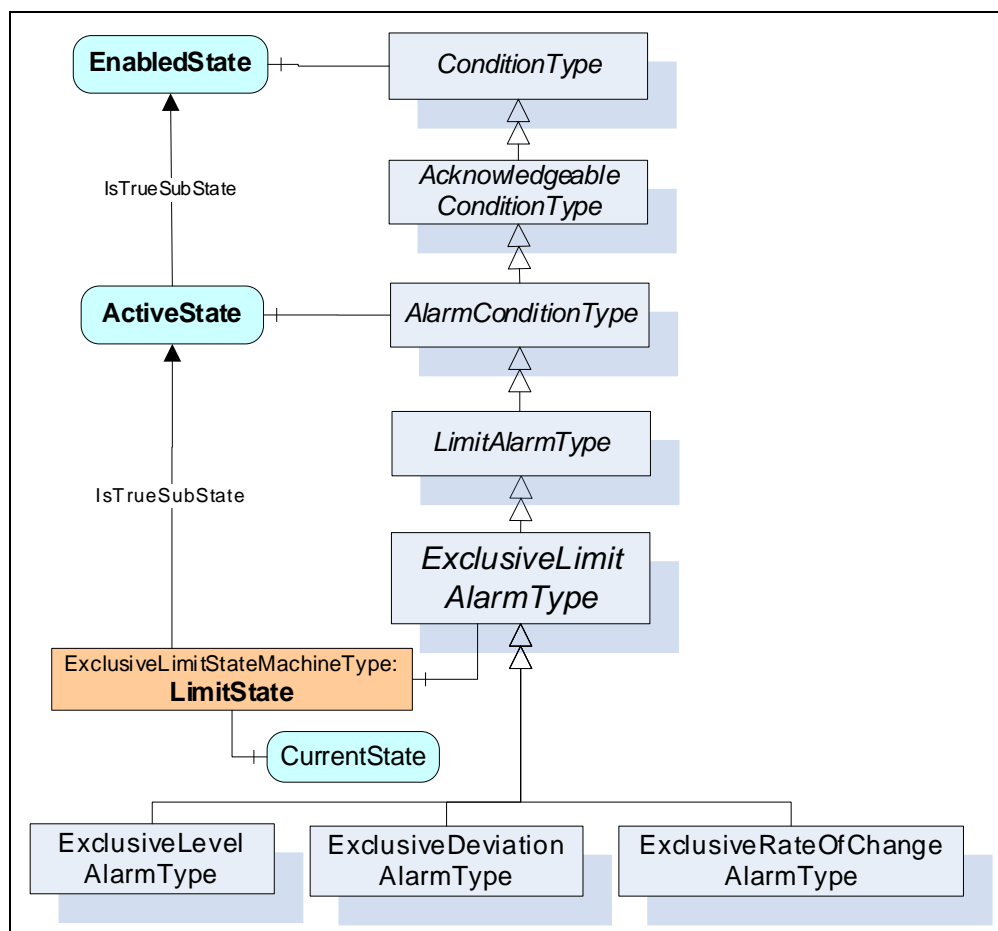 EnabledState
ConditionType
IsTrueSubState
Acknowledgeable
ConditionType
ActiveState
AlarmConditionType
LimitAlarmType
IsTrueSubState
ExclusiveLimit
AlarmType
ExclusiveLimitStateMachineType:
LimitState
CurrentState
ExclusiveLevel
AlarmType
ExclusiveDeviation
AlarmType
ExclusiveRateOfChange
AlarmType